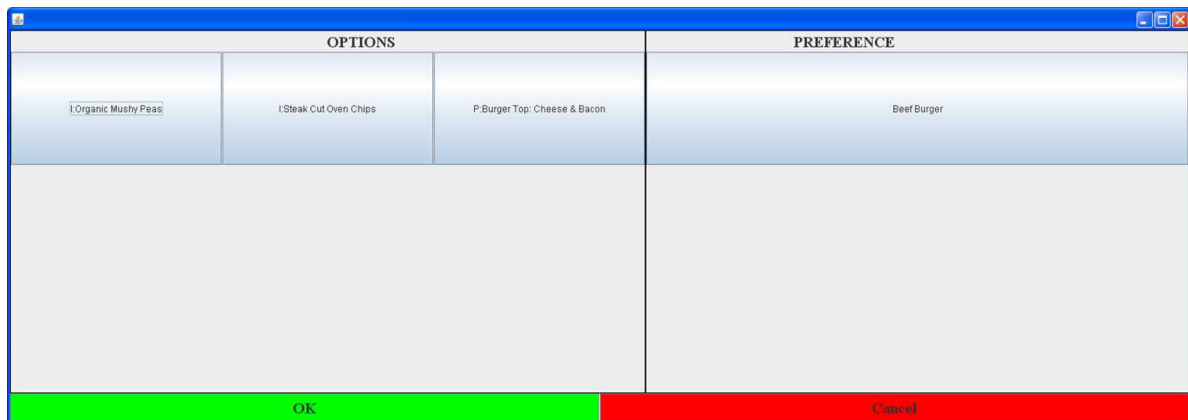 OPTIONS PREFERENCE
I:Organic Mushy Peas I:Steak Cut Oven Chips P:Burger Top: Cheese & Bacon Beef Burger
OK Cancel